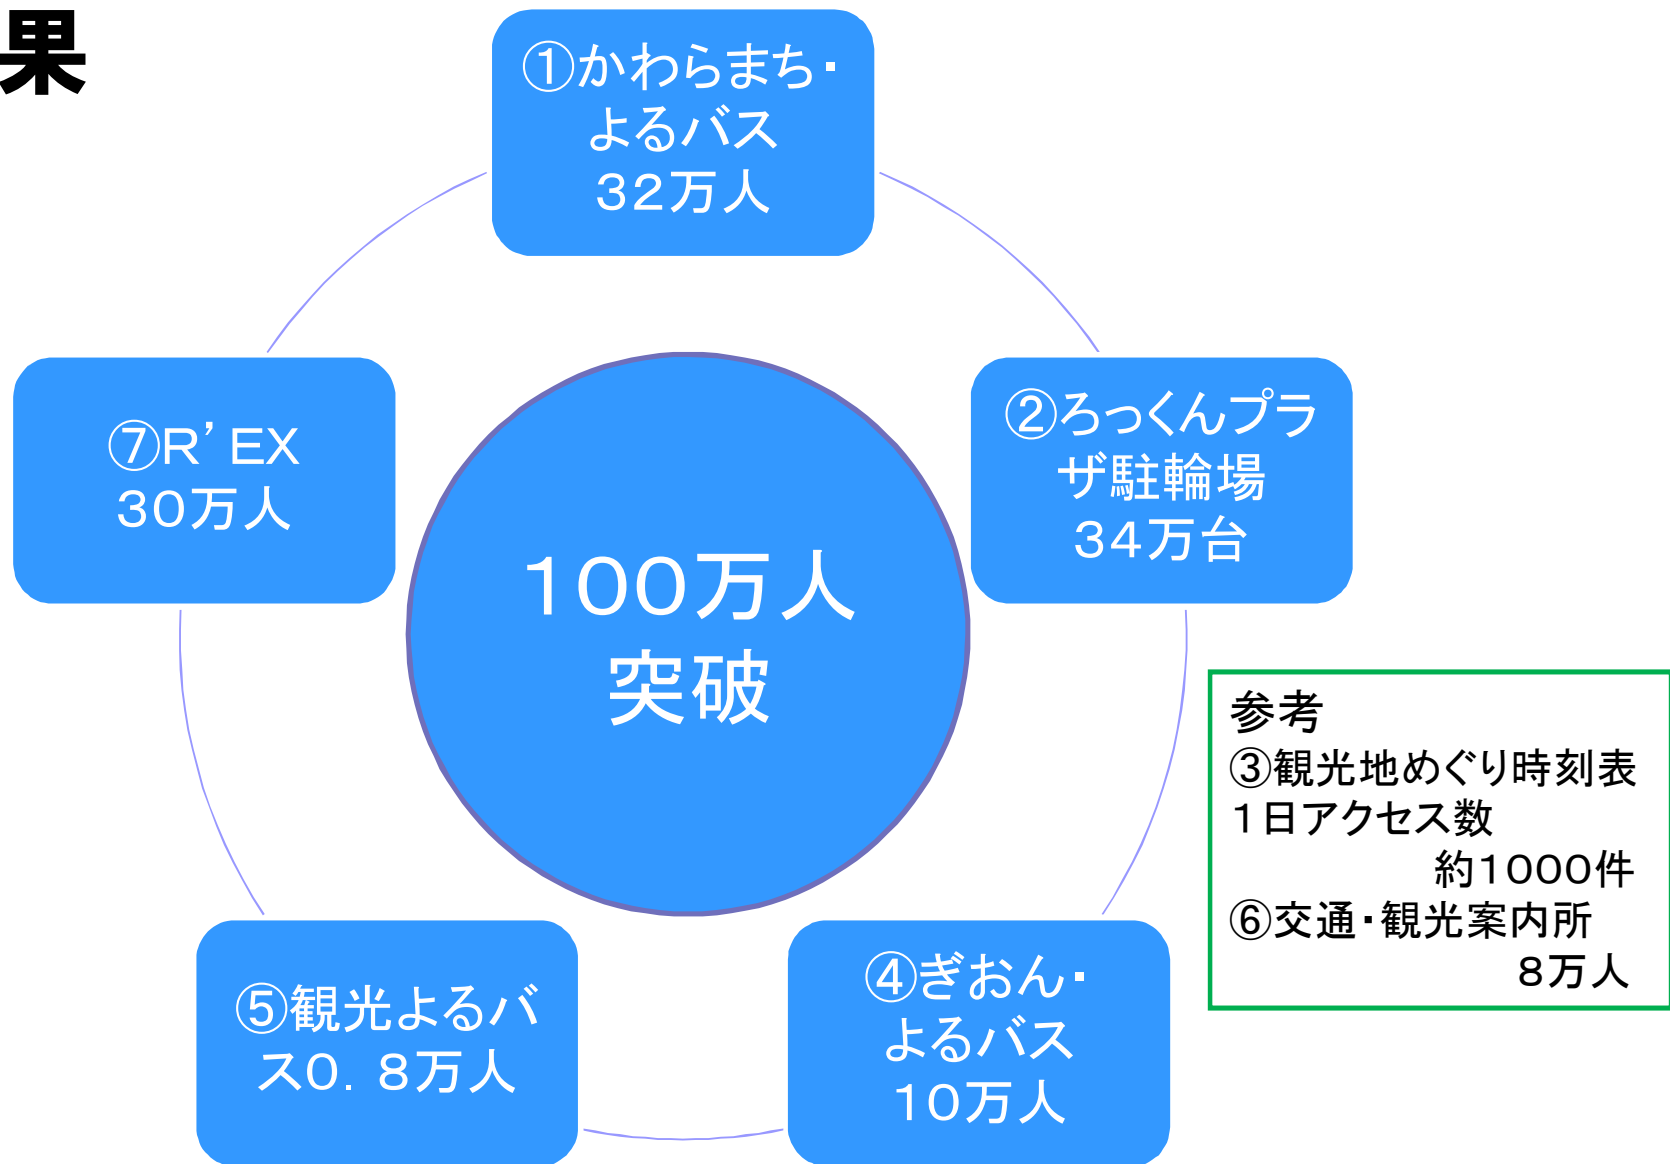 果
①かわらまち・
よるバス
３２万人
②ろっくんプラ
ザ駐輪場
３４万台
⑦Ｒ’ＥＸ
３０万人
１００万人
突破
参考
③観光地めぐり時刻表
１日アクセス数
約１０００件
⑥交通・観光案内所
８万人
④ぎおん・
よるバス
１０万人
⑤観光よるバ
ス０．８万人